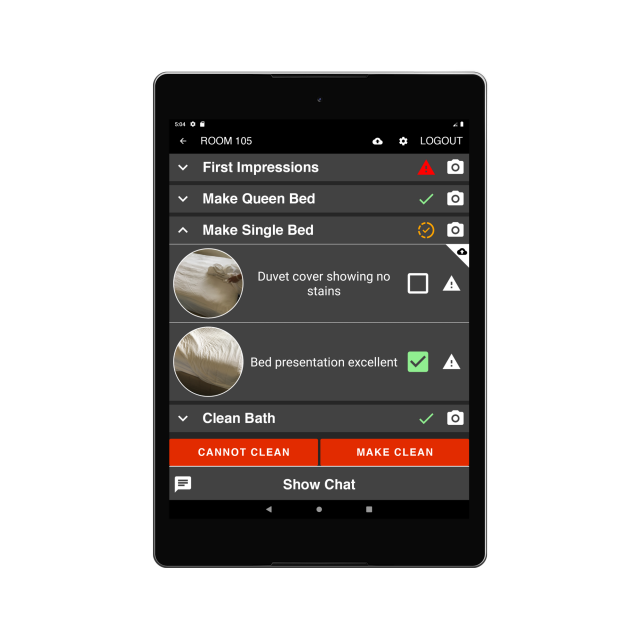 5:04
ROOM 105
LOGOUT
First Impressions
Make Queen Bed
Make Single Bed
Duvet cover showing no
stains
Bed presentation excellent
Clean Bath
CANNOT CLEAN
MAKE CLEAN
Show Chat